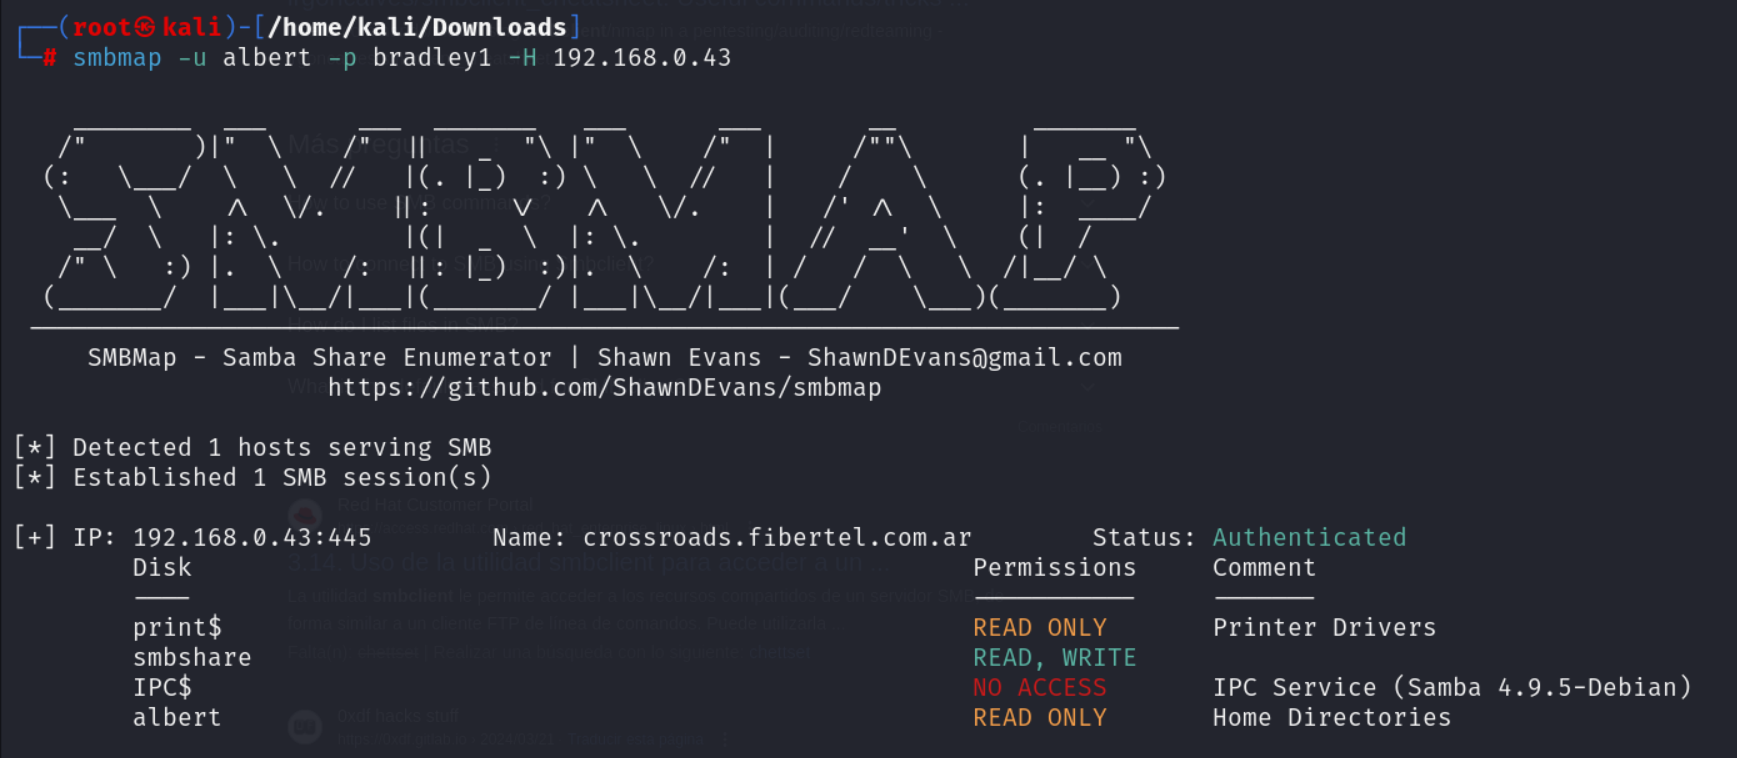 ┌──(root㉿kali)-[/home/kali/Downloads]
└─# smbmap -u albert -p bradley1 -H 192.168.0.43
SMBMAP
SMBMap - Samba Share Enumerator | Shawn Evans - ShawnDEvans@gmail.com
https://github.com/ShawnDEvans/smbmap
[*] Detected 1 hosts serving SMB
[*] Established 1 SMB session(s)
[+] IP: 192.168.0.43:445 Name: crossroads.fibertel.com.ar Status: Authenticated
Disk Permissions Comment
---- ----------- -------
print$ READ ONLY Printer Drivers
smbshare READ, WRITE
IPC$ NO ACCESS IPC Service (Samba 4.9.5-Debian)
albert READ ONLY Home Directories